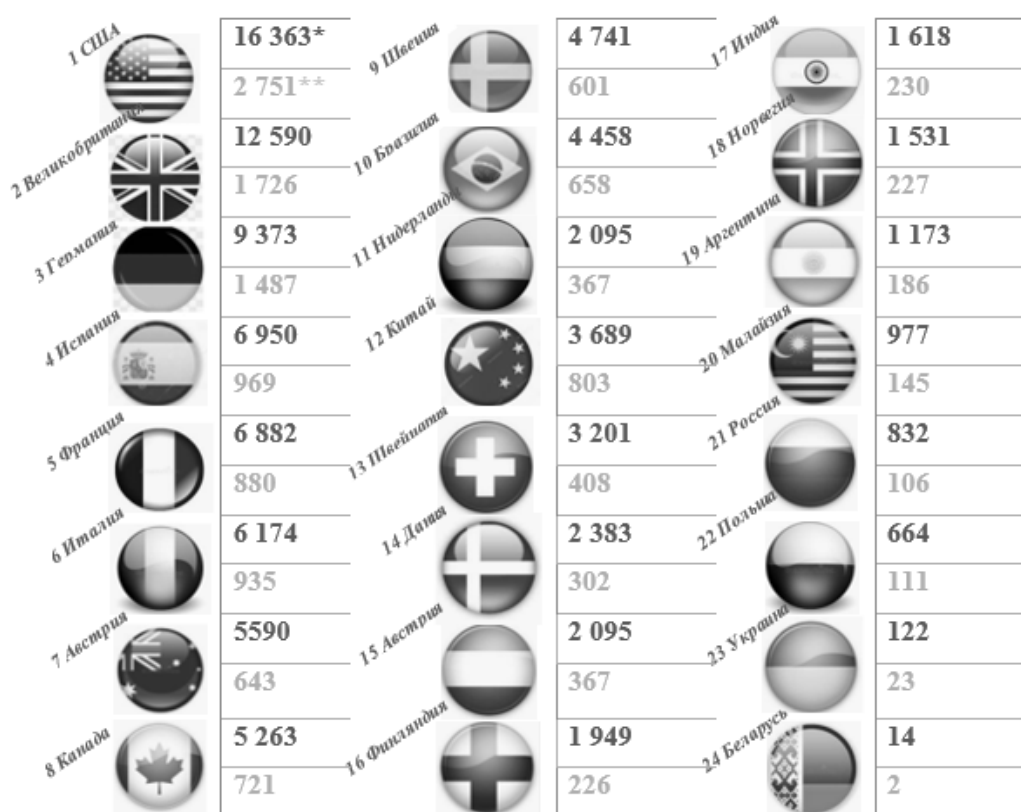 1 США
16 363*
2 751**
2 Великобритания
12 590
1 726
3 Германия
9 373
1 487
4 Испания
6 950
969
5 Франция
6 882
880
6 Италия
6 174
935
7 Австрия
5590
643
8 Канада
5 263
721
9 Швеция
4 741
601
10 Бразилия
4 458
658
11 Нидерланды
2 095
367
12 Китай
3 689
803
13 Швейцария
3 201
408
14 Дания
2 383
302
15 Австрия
2 095
367
16 Финляндия
1 949
226
17 Индия
1 618
230
18 Норвегия
1 531
227
19 Аргентина
1 173
186
20 Малайзия
977
145
21 Россия
832
106
22 Польша
664
111
23 Украина
122
23
24 Беларусь
14
2